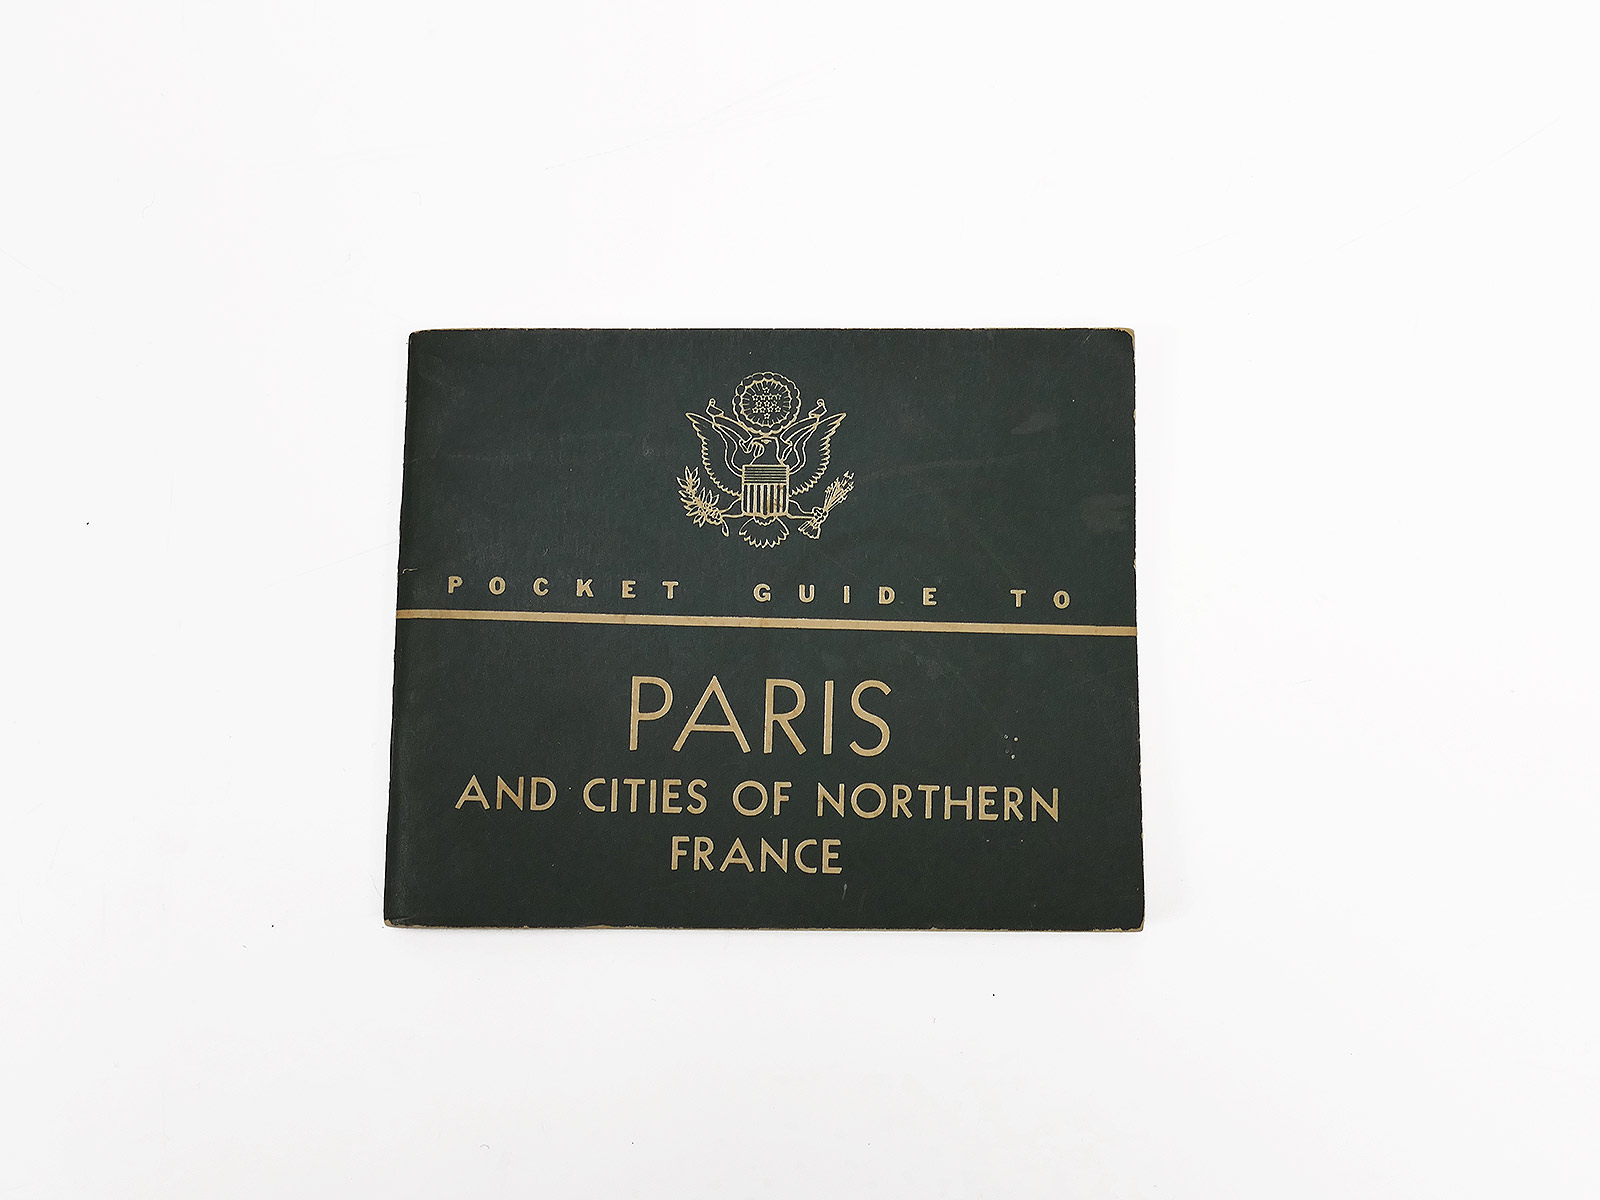 POCKET GUIDE TO
PARIS
AND CITIES OF NORTHERN
FRANCE